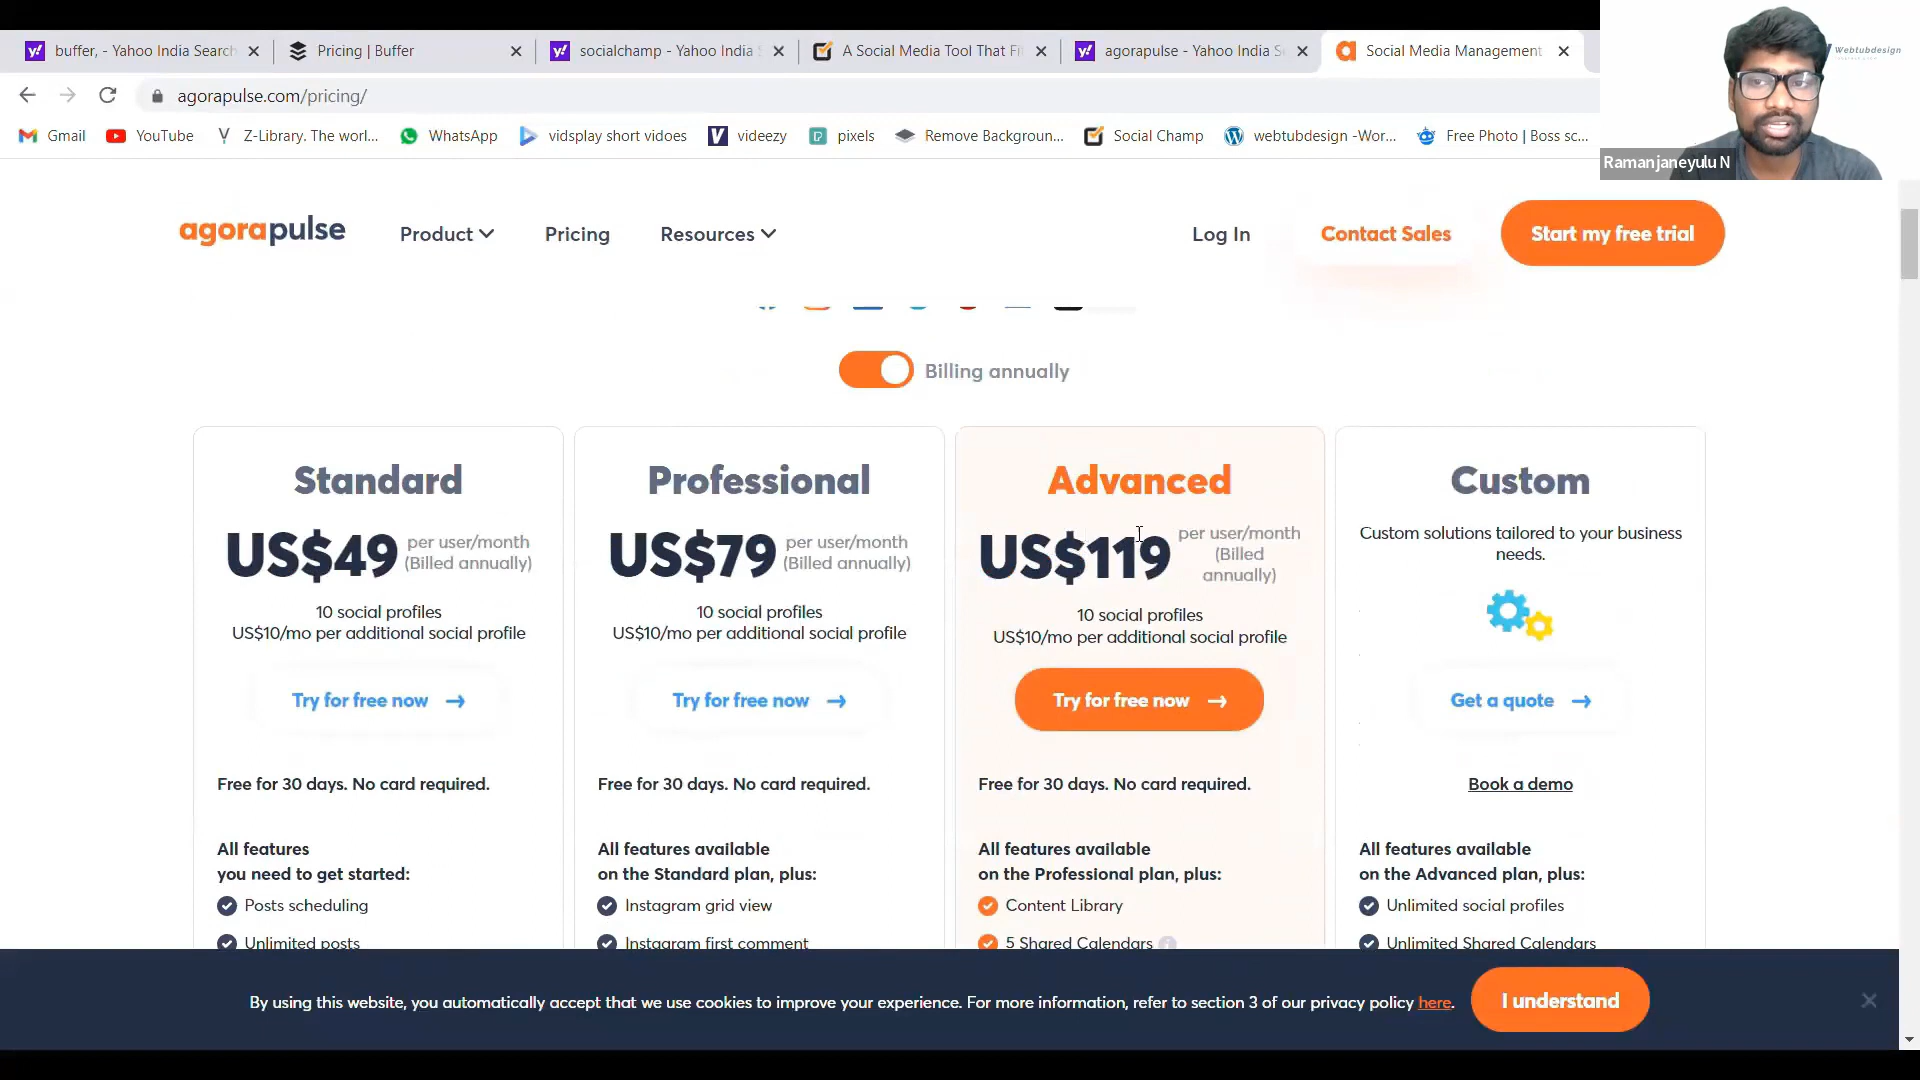 buffer, - Yahoo India Search
Pricing | Buffer
socialchamp - Yahoo India
A Social Media Tool That Fi
agorapulse - Yahoo India S
Social Media Management
Webtubdesign
agorapulse.com/pricing/
Gmail
YouTube
Z-Library. The worl...
WhatsApp
vidsplay short vidoes
videezy
pixels
Remove Backgroun...
Social Champ
webtubdesign -Wor...
Free Photo | Boss sc...
Ramanjaneyulu N
agorapulse
Product
Pricing
Resources
Log In
Contact Sales
Start my free trial
Billing annually
Standard
US$49 per user/month
(Billed annually)
10 social profiles
US$10/mo per additional social profile
Try for free now →
Free for 30 days. No card required.
All features
you need to get started:
Posts scheduling
Unlimited posts
Professional
US$79 per user/month
(Billed annually)
10 social profiles
US$10/mo per additional social profile
Try for free now →
Free for 30 days. No card required.
All features available
on the Standard plan, plus:
Instagram grid view
Instagram first comment
Advanced
US$119 per user/month
(Billed
annually)
10 social profiles
US$10/mo per additional social profile
Try for free now →
Free for 30 days. No card required.
All features available
on the Professional plan, plus:
Content Library
5 Shared Calendars
Custom
Custom solutions tailored to your business
needs.
Get a quote →
Book a demo
All features available
on the Advanced plan, plus:
Unlimited social profiles
Unlimited Shared Calendars
By using this website, you automatically accept that we use cookies to improve your experience. For more information, refer to section 3 of our privacy policy here.
I understand